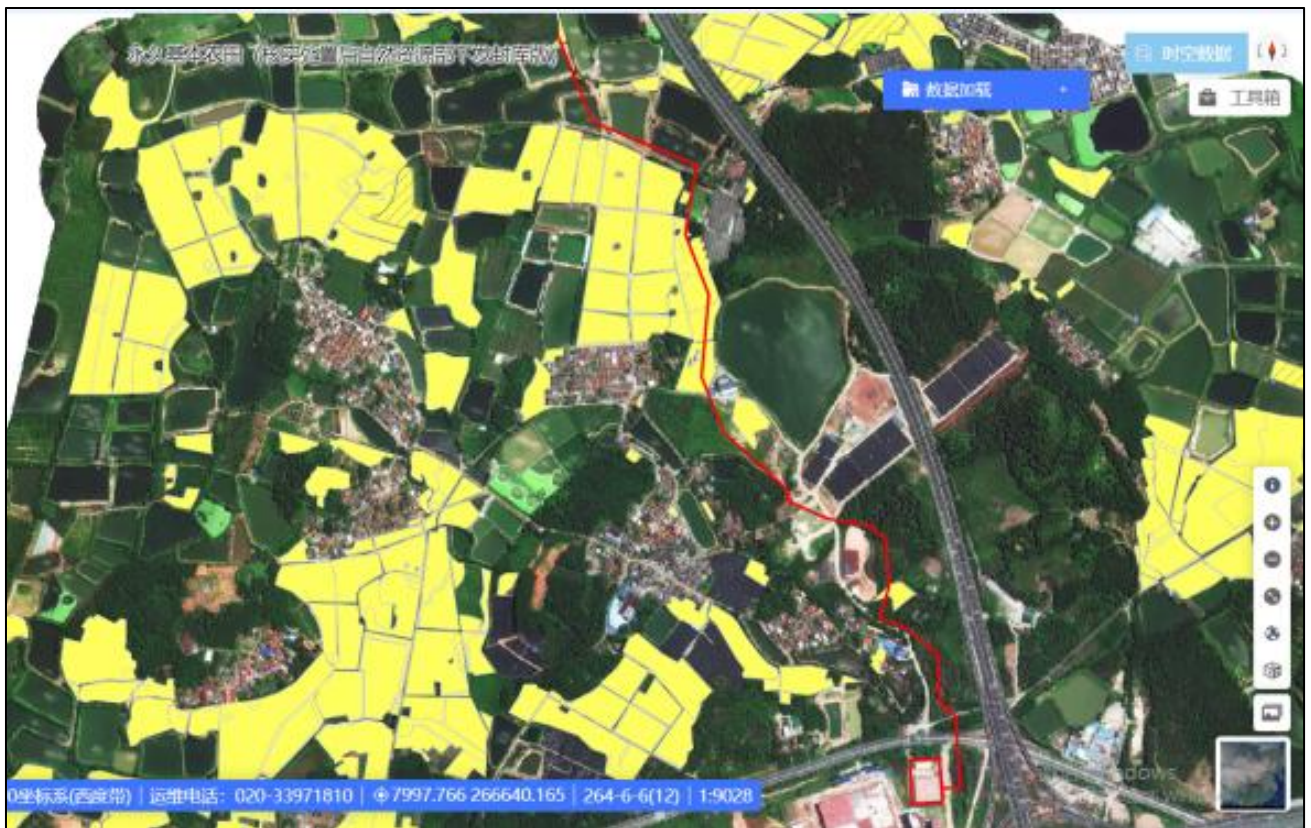 永久基本农田（核实处置后自然资源部下发封库版）
时空数据
数据加载
工具箱
0坐标系(百度带) | 运维电话：020-33971810 | 7997.766 266640.165 | 264-6-6(12) | 1:9028